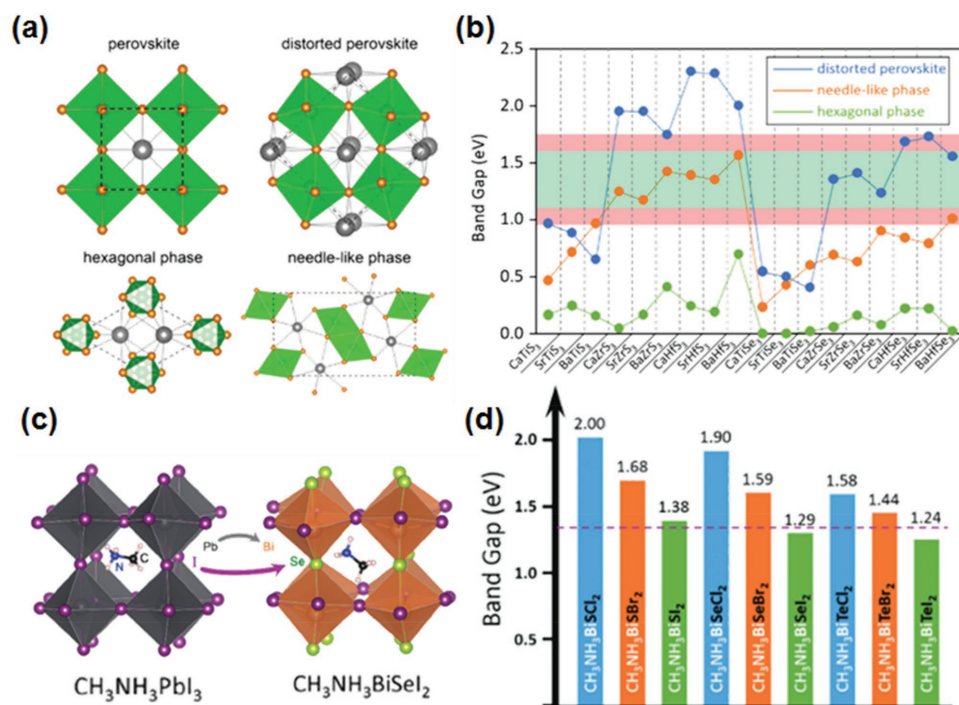 (a)
perovskite
distorted perovskite
hexagonal phase
needle-like phase
(b)
2.5
2.0
1.5
1.0
0.5
0.0
Band Gap (eV)
distorted perovskite
needle-like phase
hexagonal phase
CaTiS₃
SrTiS₃
BaTiS₃
CaZrS₃
SrZrS₃
BaZrS₃
CaHfS₃
SrHfS₃
BaHfS₃
CaTiSe₃
SrTiSe₃
BaTiSe₃
CaZrSe₃
SrZrSe₃
BaZrSe₃
CaHfSe₃
SrHfSe₃
BaHfSe₃
(c)
Pb
Bi
I
Se
N
C
CH₃NH₃PbI₃
CH₃NH₃BiSeI₂
(d)
Band Gap (eV)
2.0
1.5
1.0
0.5
2.00
1.68
1.38
1.90
1.59
1.29
1.58
1.44
1.24
CH₃NH₃BiSCl₂
CH₃NH₃BiSBr₂
CH₃NH₃BiSI₂
CH₃NH₃BiSeCl₂
CH₃NH₃BiSeBr₂
CH₃NH₃BiSeI₂
CH₃NH₃BiTeCl₂
CH₃NH₃BiTeBr₂
CH₃NH₃BiTeI₂